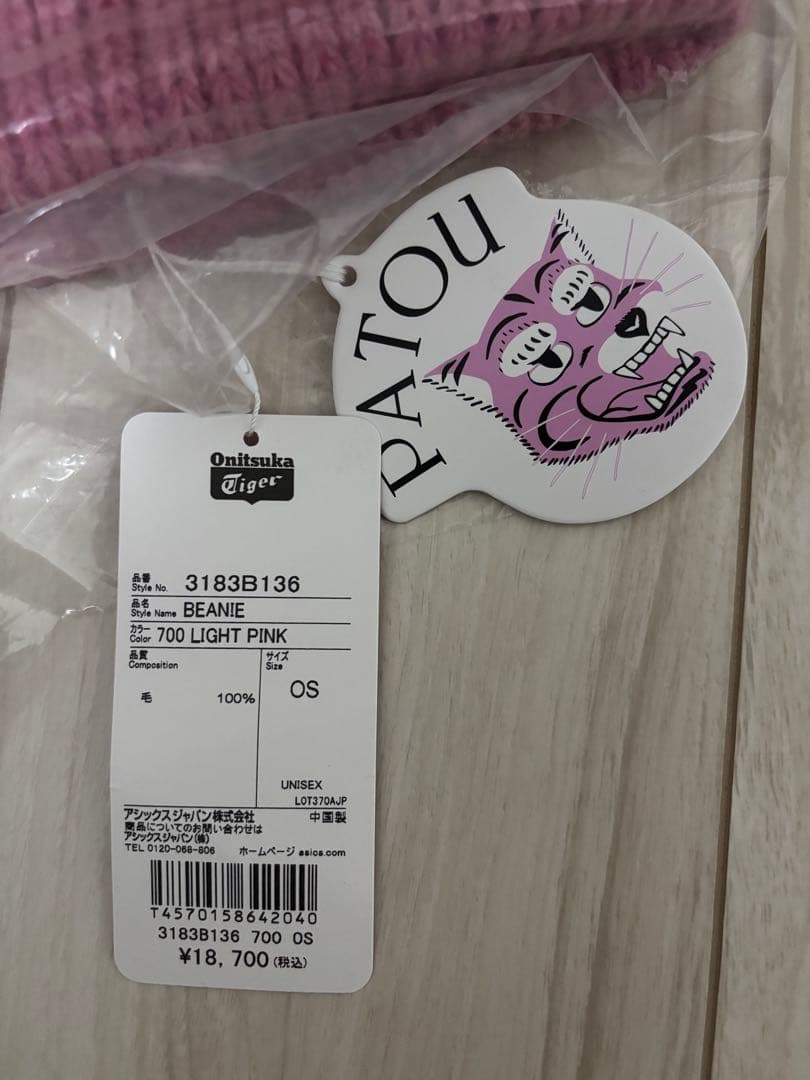 PATOU
Onitsuka
Tiger
品番
Style No. 3183B136
品名
Style Name BEANIE
カラー
Color 700 LIGHT PINK
品質
Composition
サイズ
Size
毛 100%
OS
UNISEX
LOT370AJP
アシックスジャパン株式会社 中国製
商品についてのお問い合わせは
アシックスジャパン(株)
TEL 0120-068-806 ホームページ asics.com
T4570158642040
3183B136 700 OS
¥18,700(税込)